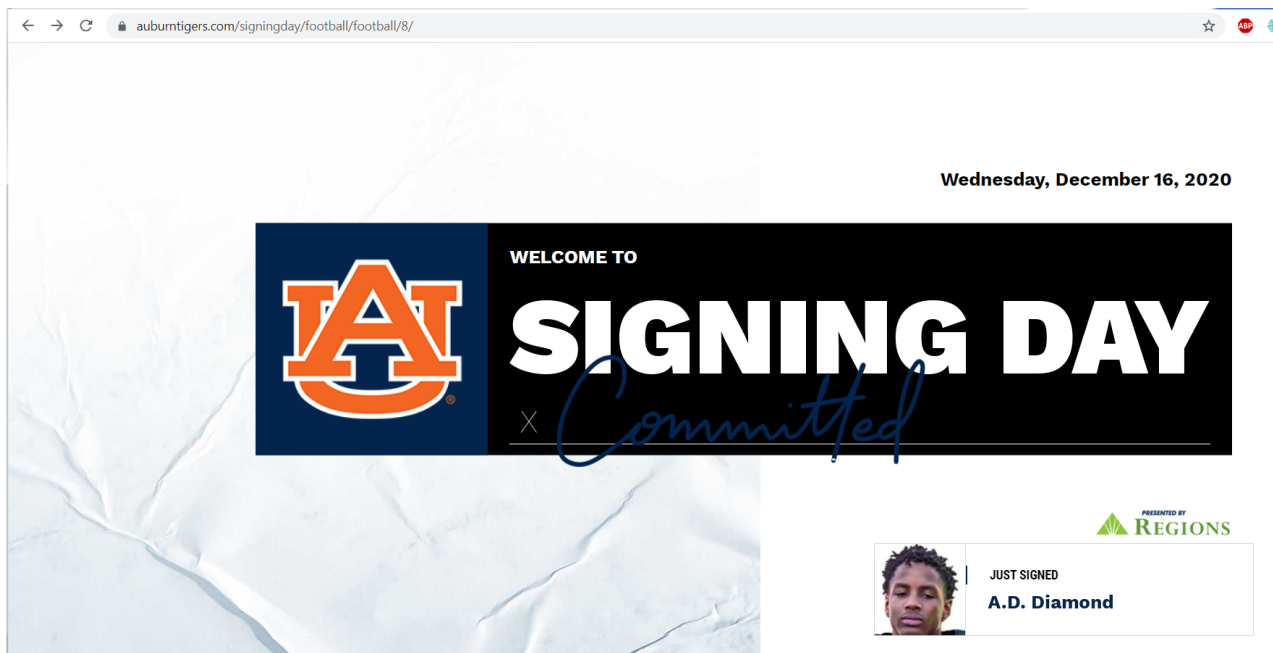 auburntigers.com/signingday/football/football/8/
ABP
Wednesday, December 16, 2020
AU
®
WELCOME TO
SIGNING DAY
X Committed
PRESENTED BY
REGIONS
JUST SIGNED
A.D. Diamond